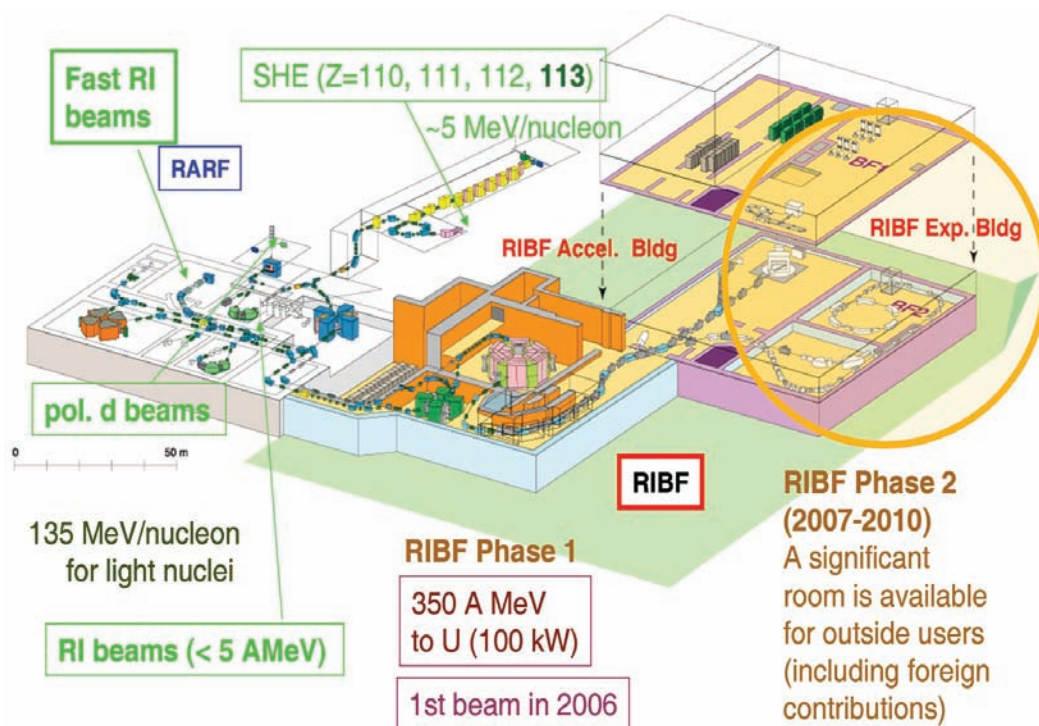 Fast RI
beams
SHE (Z=110, 111, 112, 113)
~5 MeV/nucleon
RARF
BF1
RIBF Accel. Bldg
RIBF Exp. Bldg
BF2
pol. d beams
0
50 m
RIBF
135 MeV/nucleon
for light nuclei
RI beams (< 5 AMeV)
RIBF Phase 1
350 A MeV
to U (100 kW)
1st beam in 2006
RIBF Phase 2
(2007-2010)
A significant
room is available
for outside users
(including foreign
contributions)